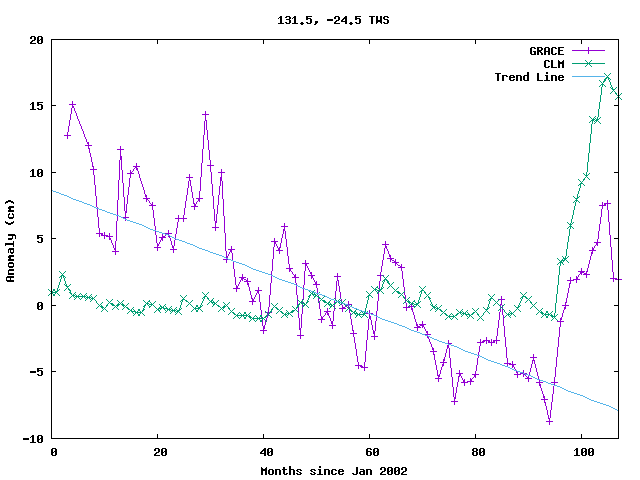 131.5, -24.5 TWS
GRACE
CLM
Trend Line
Anomaly (cm)
20
15
10
5
0
-5
-10
0 20 40 60 80 100
Months since Jan 2002